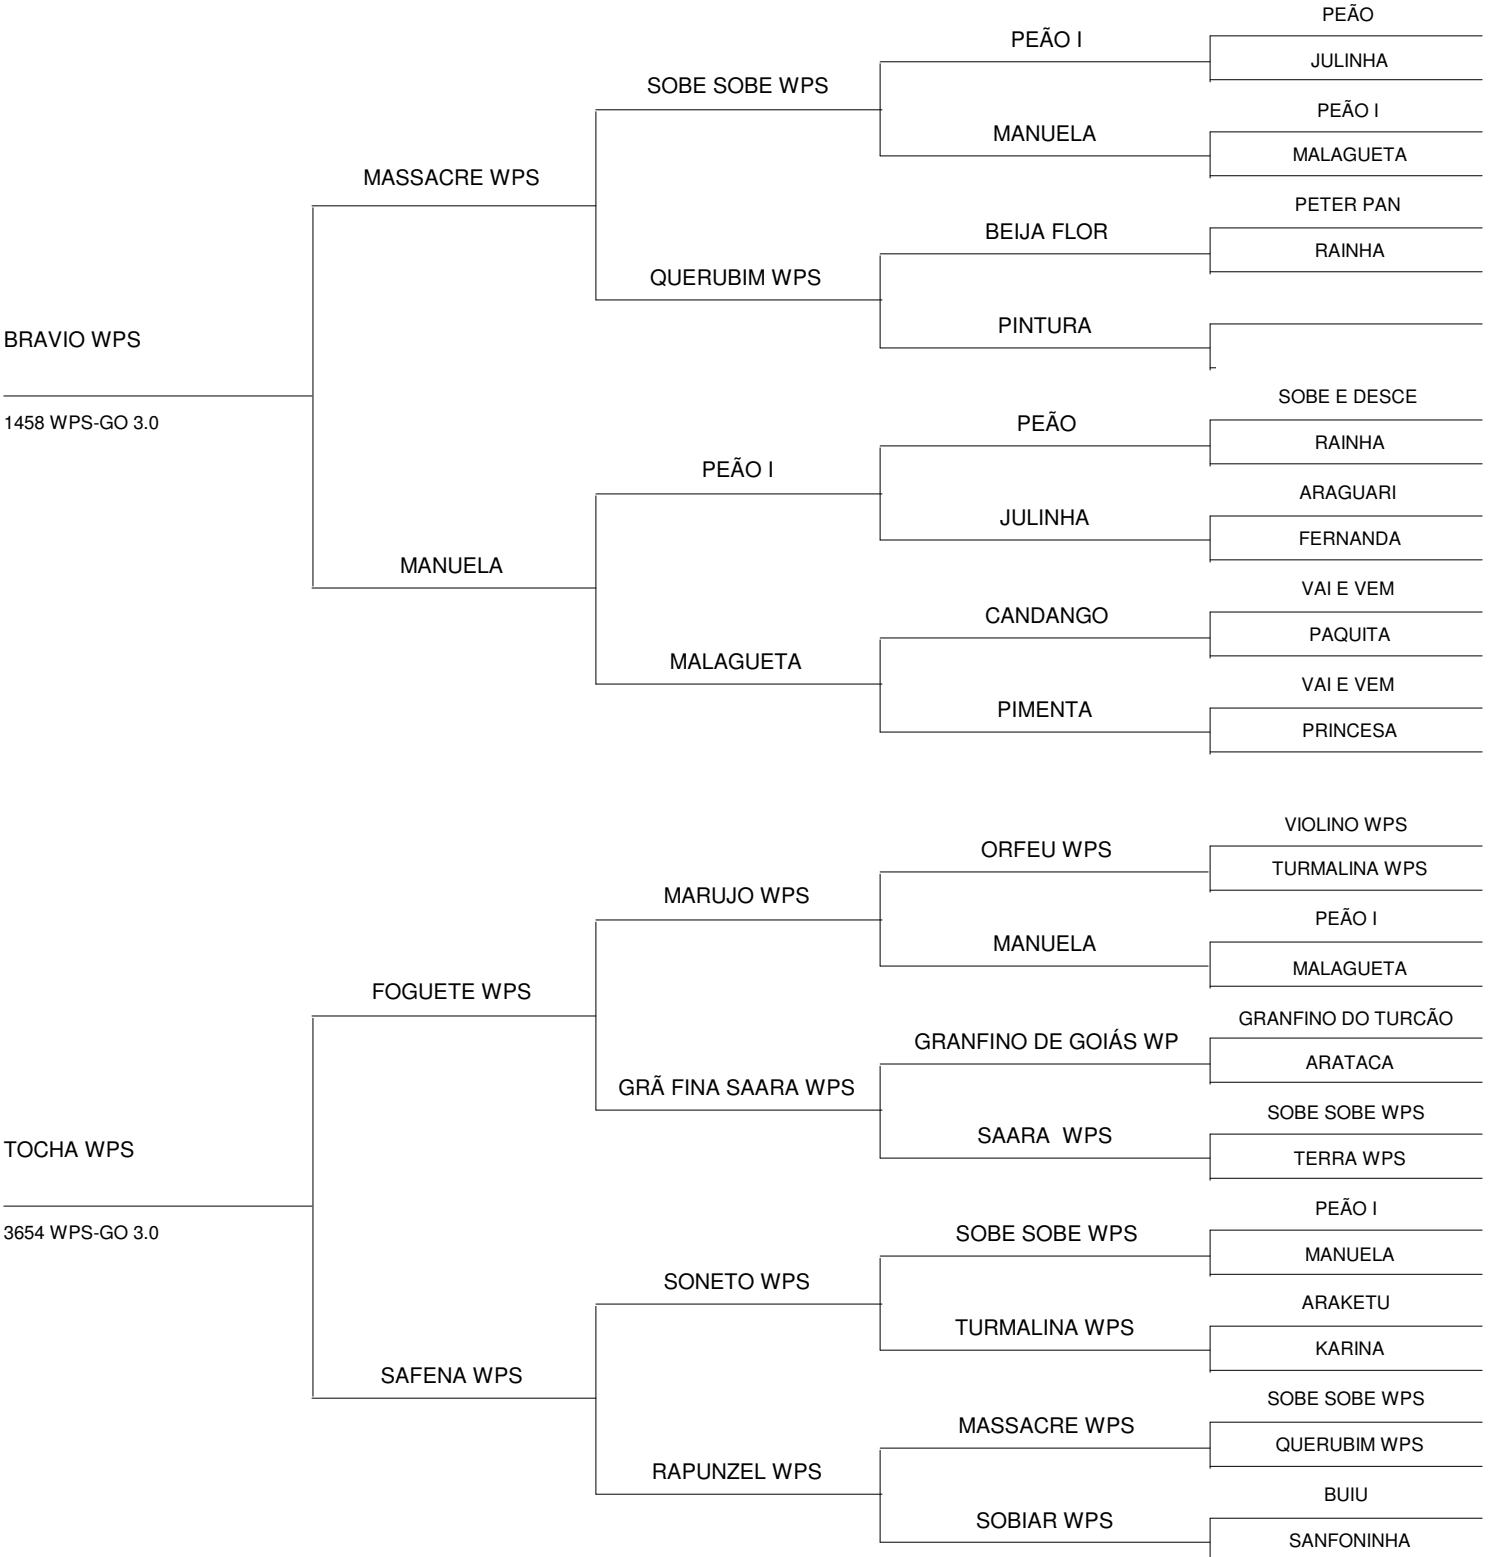 PEÃO
PEÃO I
JULINHA
SOBE SOBE WPS
PEÃO I
MANUELA
MALAGUETA
MASSACRE WPS
PETER PAN
BEIJA FLOR
RAINHA
QUERUBIM WPS
PINTURA
BRAVIO WPS
SOBE E DESCE
1458 WPS-GO 3.0
PEÃO
RAINHA
PEÃO I
ARAGUARI
JULINHA
FERNANDA
MANUELA
VAI E VEM
CANDANGO
PAQUITA
MALAGUETA
VAI E VEM
PIMENTA
PRINCESA
VIOLINO WPS
ORFEU WPS
TURMALINA WPS
MARUJO WPS
PEÃO I
MANUELA
MALAGUETA
FOGUETE WPS
GRANFINO DO TURCÃO
GRANFINO DE GOIÁS WP
ARATACA
GRÃ FINA SAARA WPS
SOBE SOBE WPS
SAARA  WPS
TERRA WPS
TOCHA WPS
PEÃO I
3654 WPS-GO 3.0
SOBE SOBE WPS
MANUELA
SONETO WPS
ARAKETU
TURMALINA WPS
KARINA
SAFENA WPS
SOBE SOBE WPS
MASSACRE WPS
QUERUBIM WPS
RAPUNZEL WPS
BUIU
SOBIAR WPS
SANFONINHA